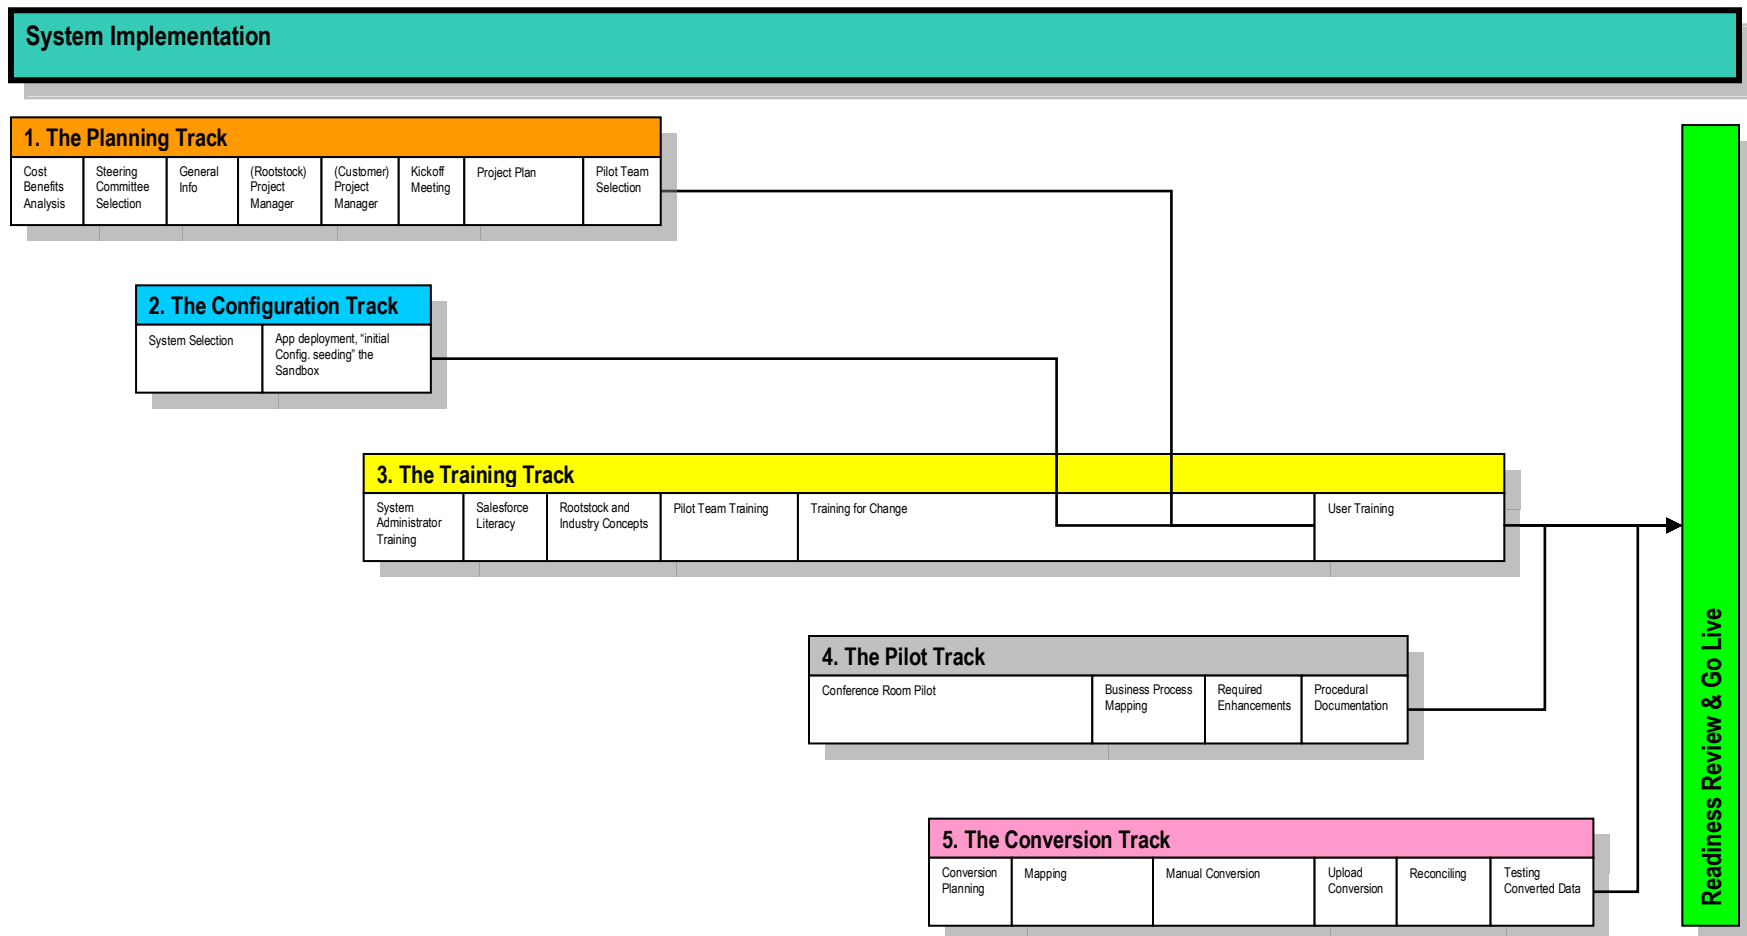 System Implementation
1. The Planning Track
Cost
Benefits
Analysis
Steering
Committee
Selection
General
Info
(Rootstock)
Project
Manager
(Customer)
Project
Manager
Kickoff
Meeting
Project Plan
Pilot Team
Selection
2. The Configuration Track
System Selection
App deployment, “initial
Config. seeding” the
Sandbox
3. The Training Track
System
Administrator
Training
Salesforce
Literacy
Rootstock and
Industry Concepts
Pilot Team Training
Training for Change
User Training
4. The Pilot Track
Conference Room Pilot
Business Process
Mapping
Required
Enhancements
Procedural
Documentation
5. The Conversion Track
Conversion
Planning
Mapping
Manual Conversion
Upload
Conversion
Reconciling
Testing
Converted Data
Readiness Review & Go Live